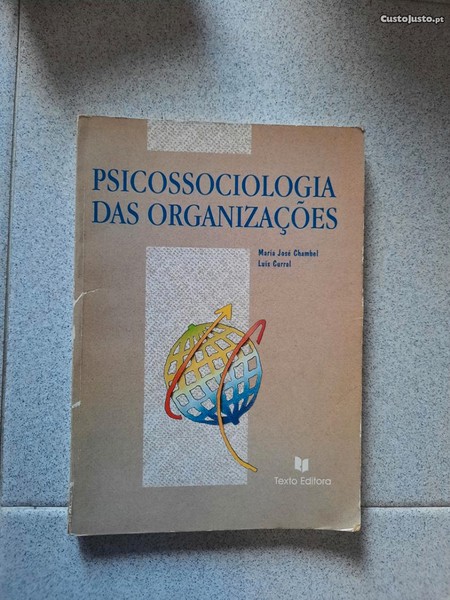 CustoJusto.pt
PSICOSSOCIOLOGIA
DAS ORGANIZAÇÕES
Maria José Chambel
Luís Curral
Texto Editora